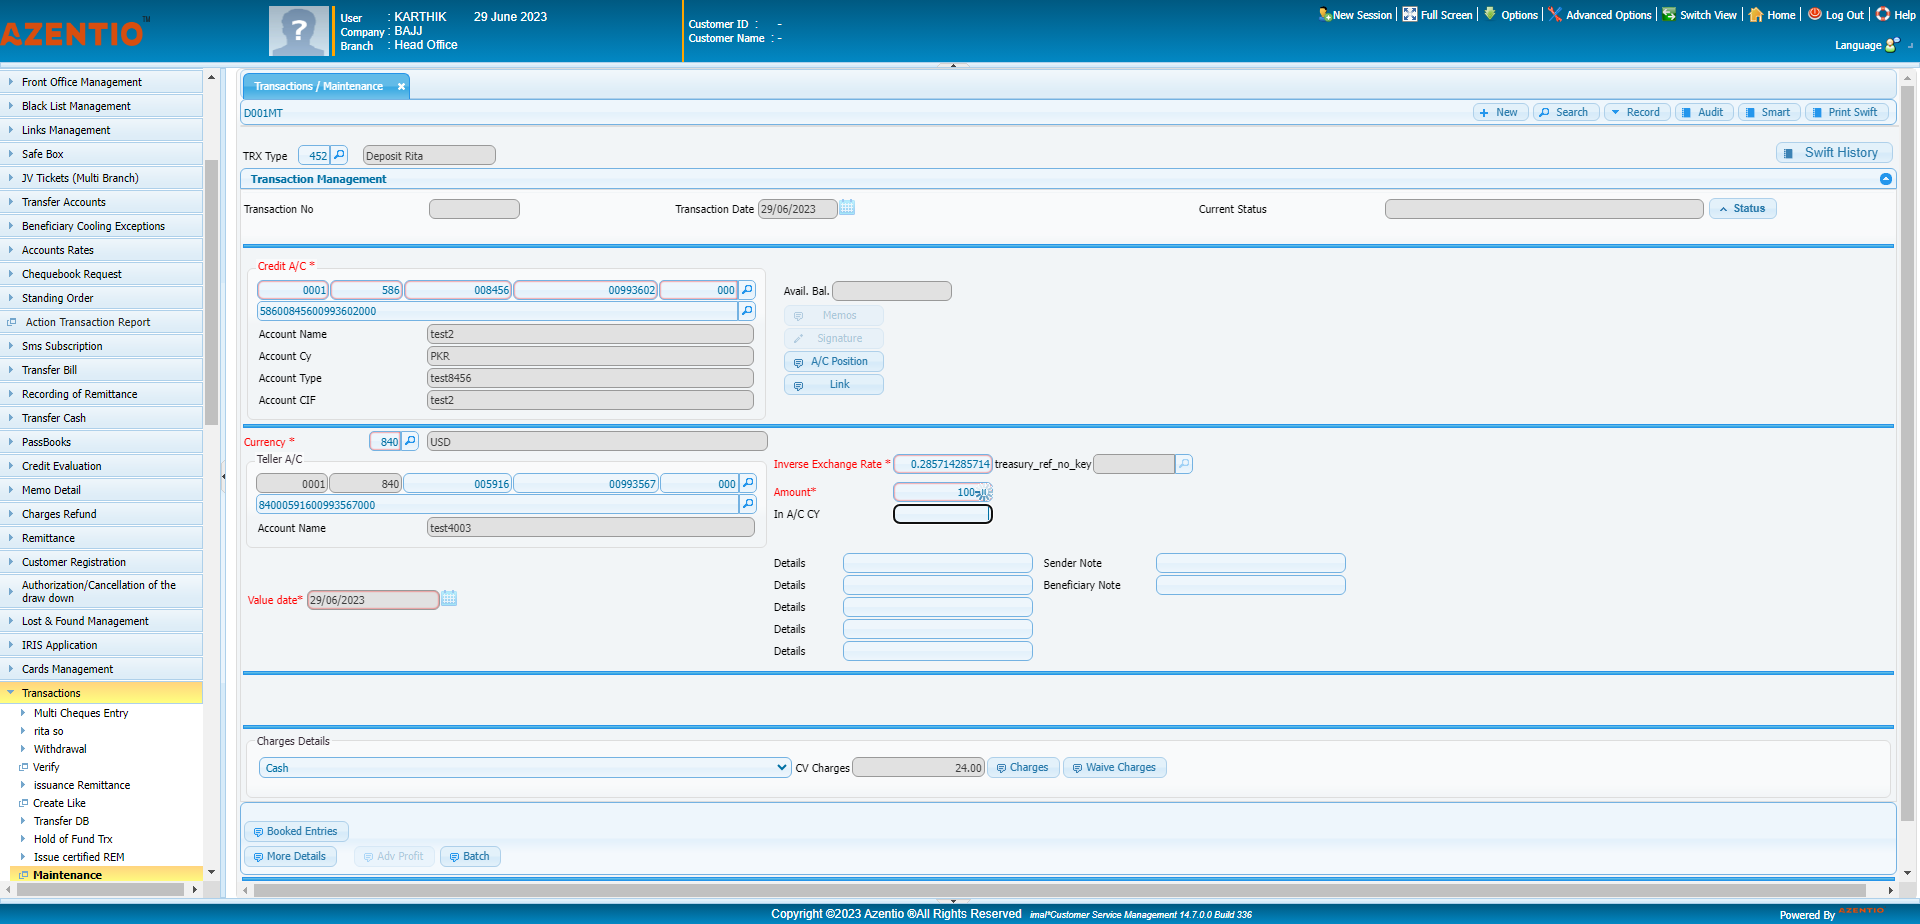 AZENTIO™
User : KARTHIK 29 June 2023
Company : BAJJ
Branch : Head Office
Customer ID : -
Customer Name : -
New Session Full Screen Options Advanced Options Switch View Home Log Out Help
Language
Front Office Management
Black List Management
Links Management
Safe Box
JV Tickets (Multi Branch)
Transfer Accounts
Beneficiary Cooling Exceptions
Accounts Rates
Chequebook Request
Standing Order
Action Transaction Report
Sms Subscription
Transfer Bill
Recording of Remittance
Transfer Cash
PassBooks
Credit Evaluation
Memo Detail
Charges Refund
Remittance
Customer Registration
Authorization/Cancellation of the
draw down
Lost & Found Management
IRIS Application
Cards Management
Transactions
Multi Cheques Entry
rita so
Withdrawal
Verify
issuance Remittance
Create Like
Transfer DB
Hold of Fund Trx
Issue certified REM
Maintenance
Transactions / Maintenance
D001MT
New Search Record Audit Smart Print Swift
TRX Type 452 Deposit Rita
Swift History
Transaction Management
Transaction No Transaction Date 29/06/2023 Current Status Status
Credit A/C *
0001 586 008456 00993602 000
58600845600993602000
Account Name test2
Account Cy PKR
Account Type test8456
Account CIF test2
Avail. Bal.
Memos
Signature
A/C Position
Link
Currency * 840 USD
Teller A/C
0001 840 005916 00993567 000
84000591600993567000
Account Name test4003
Inverse Exchange Rate * 0.285714285714 treasury_ref_no_key
Amount* 100
In A/C CY
Value date* 29/06/2023
Details
Details
Details
Details
Details
Sender Note
Beneficiary Note
Charges Details
Cash CV Charges 24.00 Charges Waive Charges
Booked Entries
More Details Adv Profit Batch
Copyright ©2023 Azentio ®All Rights Reserved imal*Customer Service Management 14.7.0.0 Build 336
Powered By AZENTIO